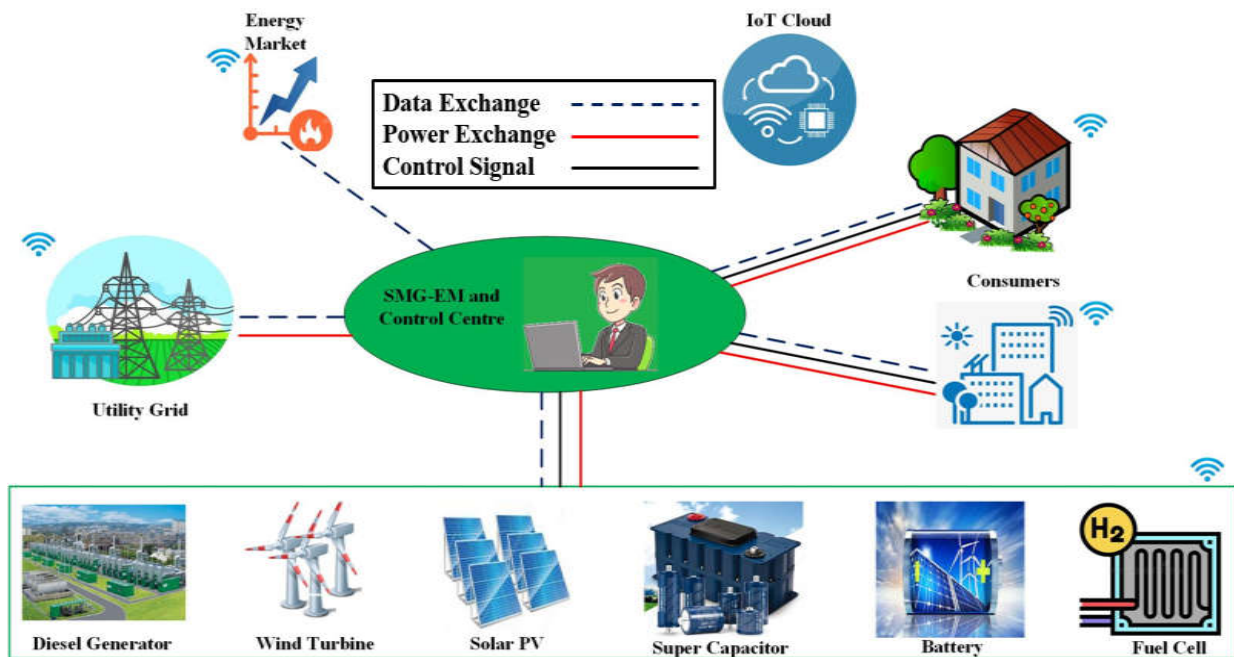 Energy
Market
IoT Cloud
Data Exchange
Power Exchange
Control Signal
SMG-EM and
Control Centre
Consumers
Utility Grid
H2
Diesel Generator
Wind Turbine
Solar PV
Super Capacitor
Battery
Fuel Cell